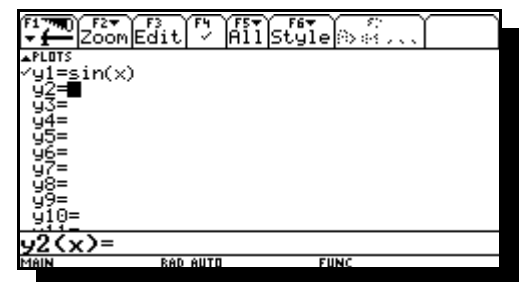 F1 F2 F3 F4 F5 F6 F7
Zoom Edit ✓ All Style
▲PLOTS
✓y1=sin(x)
y2=
y3=
y4=
y5=
y6=
y7=
y8=
y9=
y10=
y2(x)=
MAIN RAD AUTO FUNC